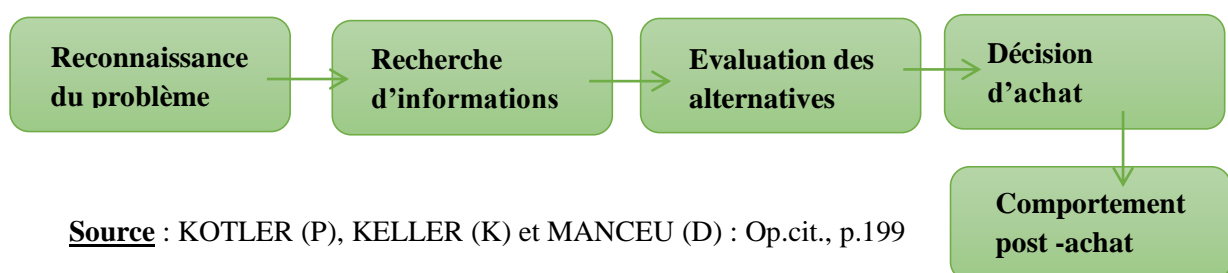 Reconnaissance
du problème
Recherche
d’informations
Evaluation des
alternatives
Décision
d’achat
Comportement
post -achat
Source : KOTLER (P), KELLER (K) et MANCEU (D) : Op.cit., p.199